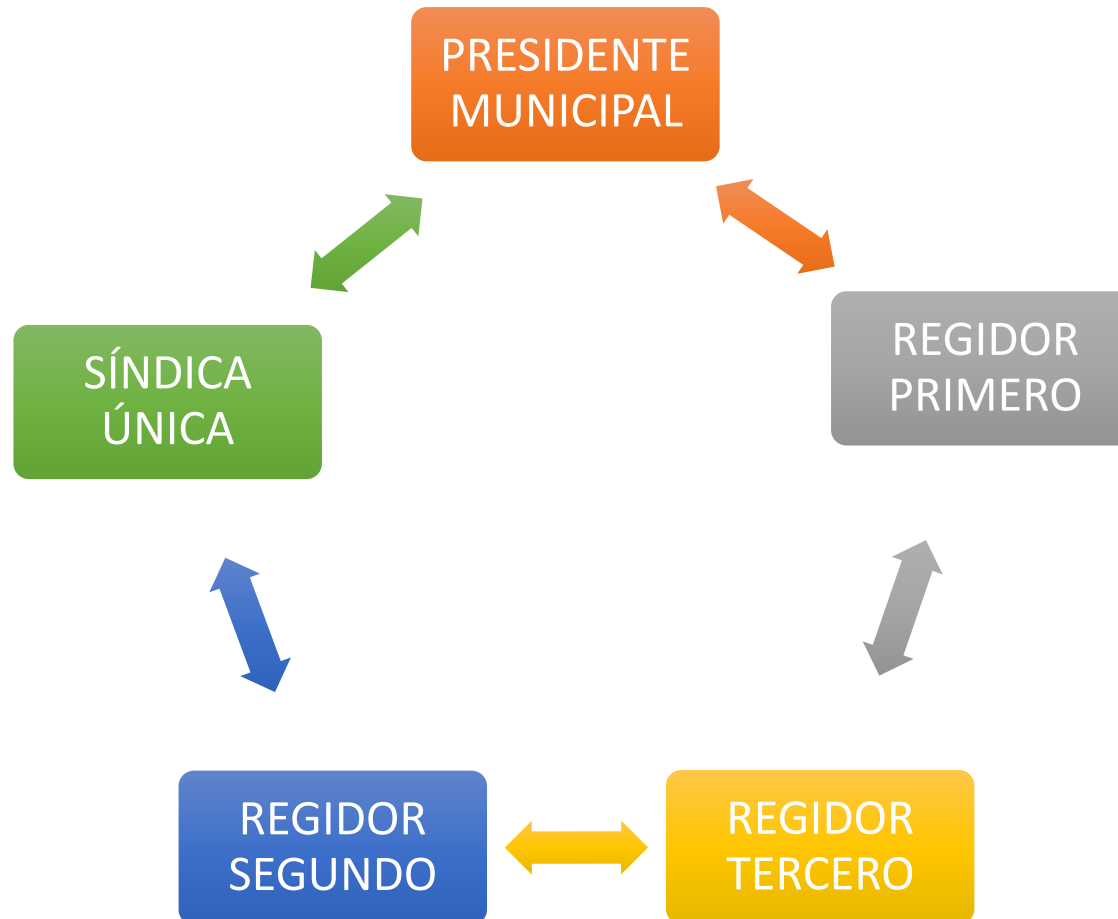 PRESIDENTE
MUNICIPAL
REGIDOR
PRIMERO
SÍNDICA
ÚNICA
REGIDOR
SEGUNDO
REGIDOR
TERCERO